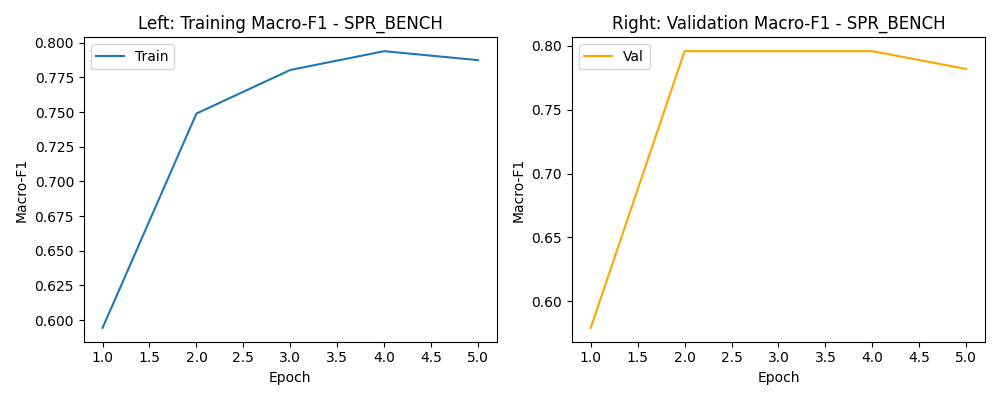 Left: Training Macro-F1 - SPR_BENCH
Train
0.800
0.775
0.750
0.725
0.700
0.675
0.650
0.625
0.600
Macro-F1
1.0 1.5 2.0 2.5 3.0 3.5 4.0 4.5 5.0
Epoch
Right: Validation Macro-F1 - SPR_BENCH
Val
0.80
0.75
0.70
0.65
0.60
Macro-F1
1.0 1.5 2.0 2.5 3.0 3.5 4.0 4.5 5.0
Epoch